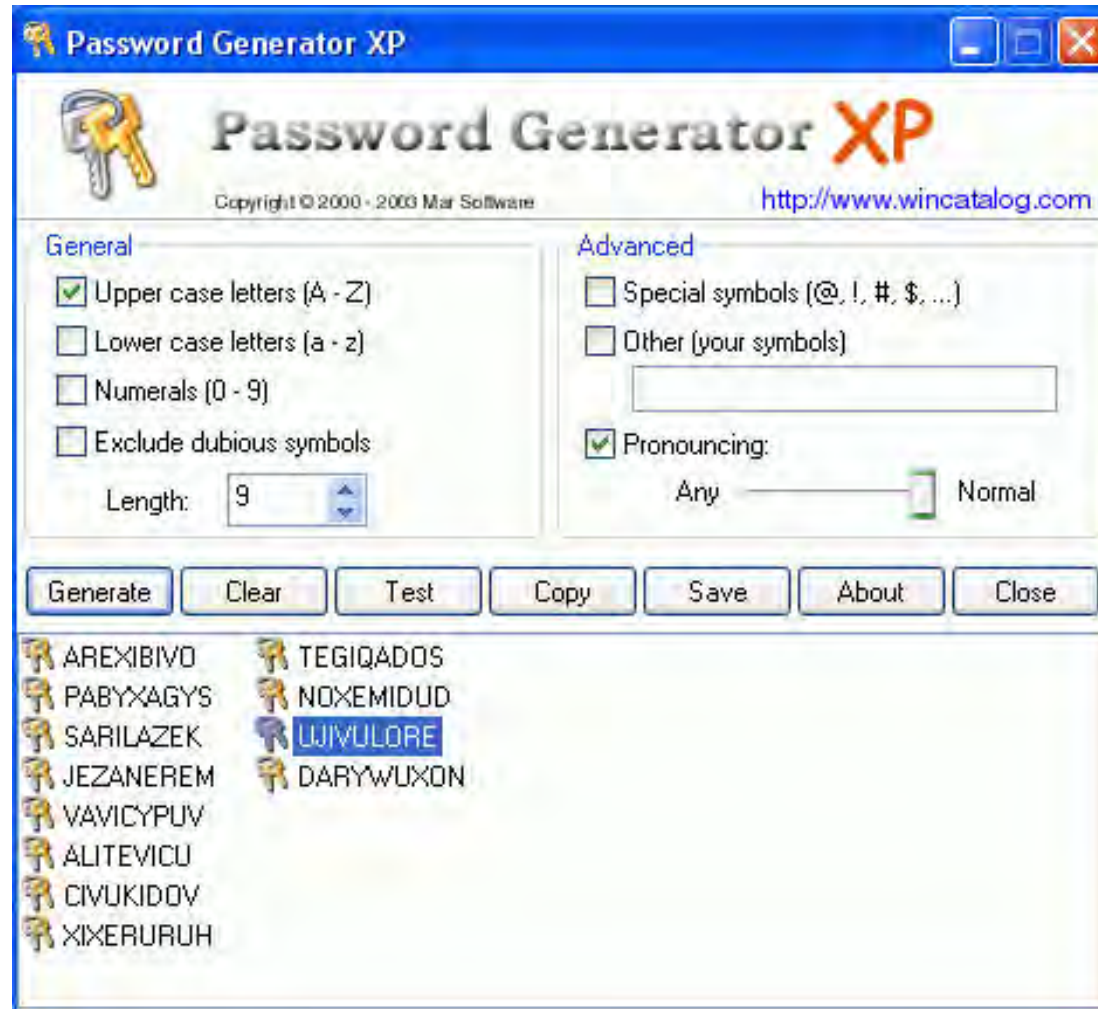 Password Generator XP
Password Generator XP
Copyright © 2000 - 2003 Mar Software
http://www.wincatalog.com
General
Upper case letters (A - Z)
Lower case letters (a - z)
Numerals (0 - 9)
Exclude dubious symbols
Length: 9
Advanced
Special symbols (@, !, #, $, ...)
Other (your symbols)
Pronouncing:
Any Normal
Generate Clear Test Copy Save About Close
AREXIBIVO TEGIQADOS
PABYXAGYS NOXEMIDUD
SARILAZEK UJIVULORE
JEZANEREM DARYWUXON
VAVICYPUV
ALITEVICU
CIVUKIDOV
XIXERURUH